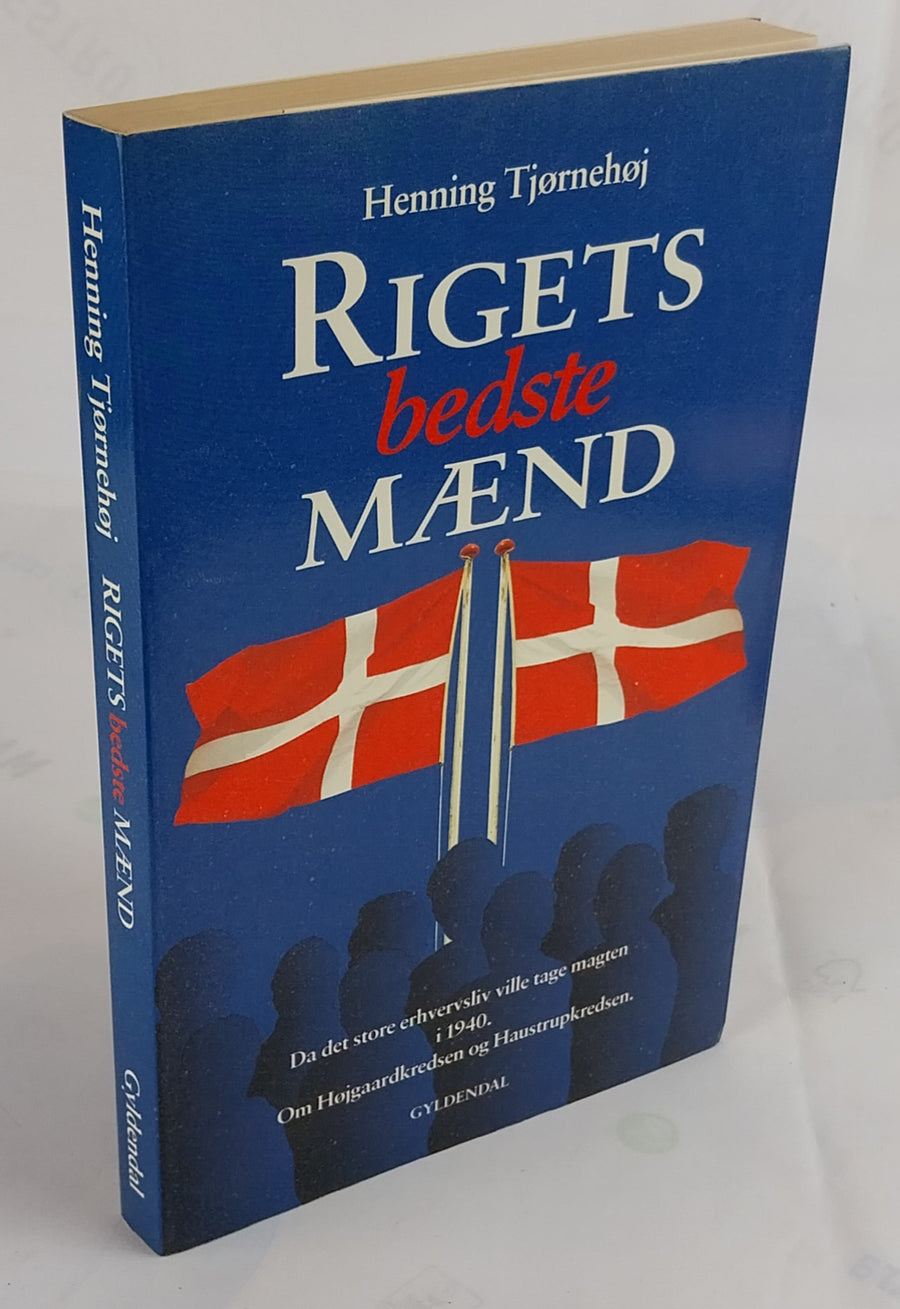 Henning Tjørnehøj
RIGETS
bedste
MÆND
Da det store erhvervsliv ville tage magten
i 1940.
Om Højgaardkredsen og Haustrupkredsen.
GYLDENDAL
Henning Tjørnehøj RIGETS bedste MÆND Gyldendal